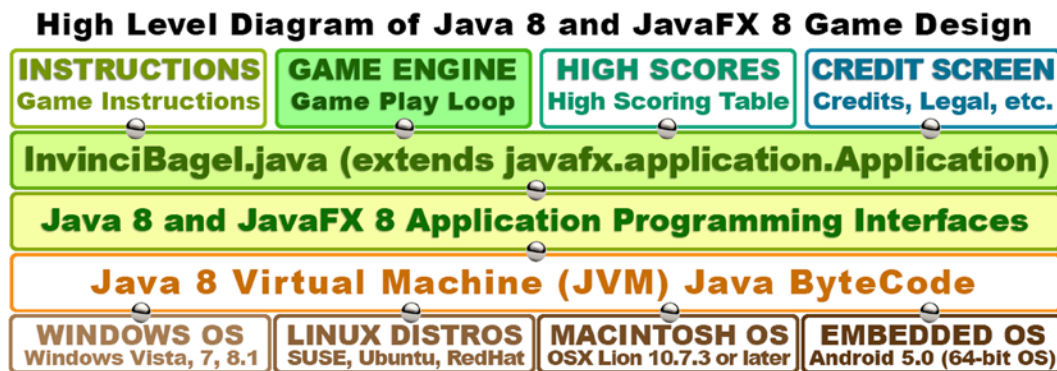 High Level Diagram of Java 8 and JavaFX 8 Game Design
INSTRUCTIONS
Game Instructions
GAME ENGINE
Game Play Loop
HIGH SCORES
High Scoring Table
CREDIT SCREEN
Credits, Legal, etc.
InvinciBagel.java (extends javafx.application.Application)
Java 8 and JavaFX 8 Application Programming Interfaces
Java 8 Virtual Machine (JVM) Java ByteCode
WINDOWS OS
Windows Vista, 7, 8.1
LINUX DISTROS
SUSE, Ubuntu, RedHat
MACINTOSH OS
OSX Lion 10.7.3 or later
EMBEDDED OS
Android 5.0 (64-bit OS)